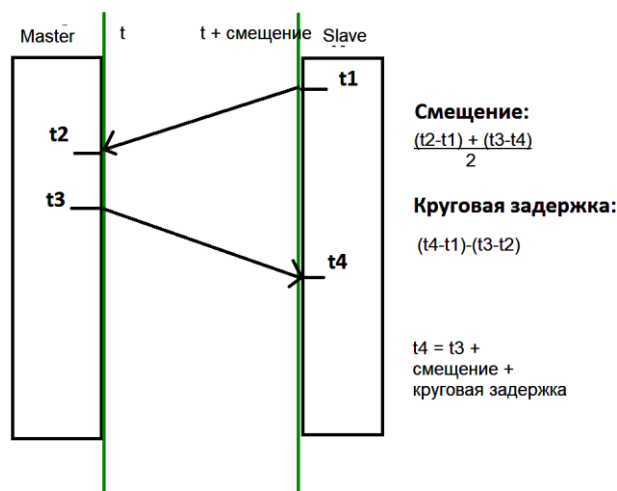 Master t t + смещение Slave
t1
t2
t3
t4
Смещение:
(t2-t1) + (t3-t4)
2
Круговая задержка:
(t4-t1)-(t3-t2)
t4 = t3 +
смещение +
круговая задержка